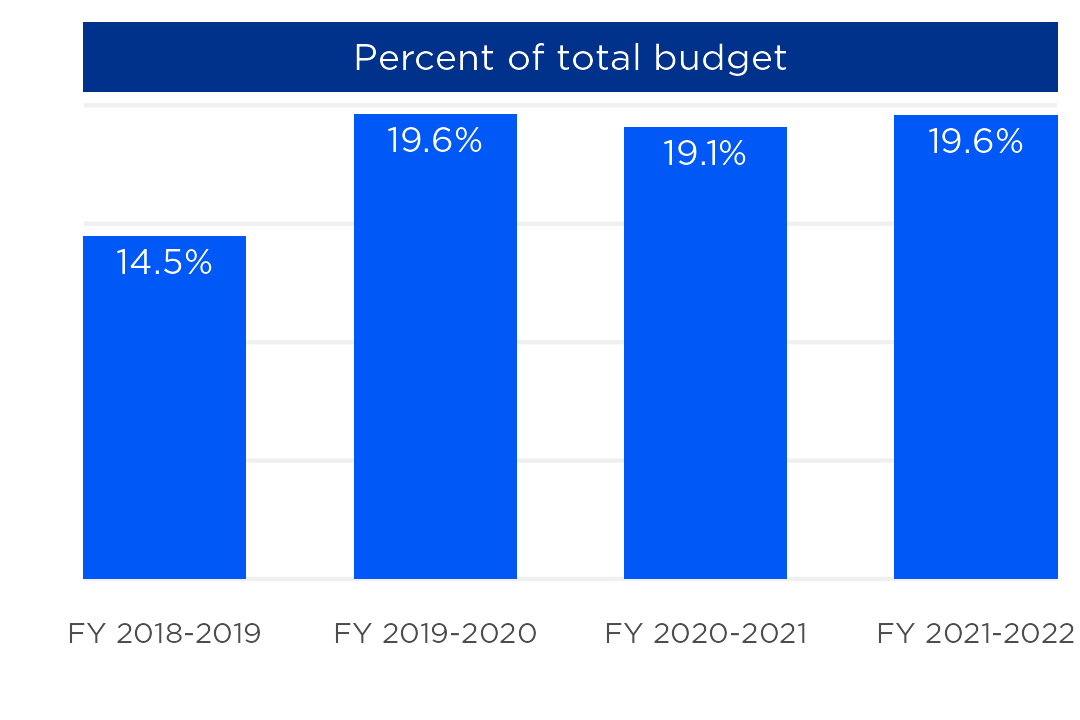 Percent of total budget
14.5%
19.6%
19.1%
19.6%
FY 2018-2019
FY 2019-2020
FY 2020-2021
FY 2021-2022